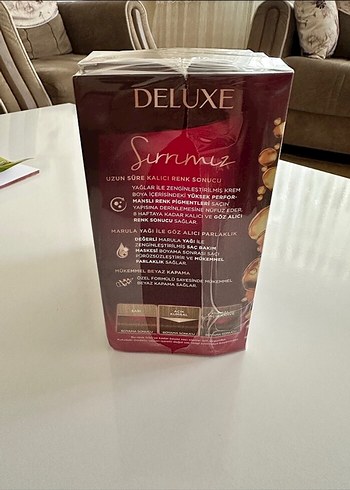 DELUXE
Sırrımız
UZUN SÜRE KALICI RENK SONUCU
YAĞLAR İLE ZENGİNLEŞTİRİLMİŞ KREM
BOYA İÇERİSİNDEKİ YÜKSEK PERFOR-
MANSLI RENK PİGMENTLERİ SAÇIN
YAPISINA DERİNLEMESİNE NÜFUZ EDER.
8 HAFTAYA KADAR KALICI VE GÖZ ALICI
RENK SONUCU SAĞLAR.
MARULA YAĞI İLE GÖZ ALICI PARLAKLIK
DEĞERLİ MARULA YAĞI İLE
ZENGİNLEŞTİRİLMİŞ SAÇ BAKIM
MASKESİ BOYAMA SONRASI SAÇI
PÜRÜZSÜZLEŞTİRİR VE MÜKEMMEL
PARLAKLIK SAĞLAR.
MÜKEMMEL BEYAZ KAPAMA
ÖZEL FORMÜLÜ SAYESİNDE MÜKEMMEL
BEYAZ KAPAMA SAĞLAR.
AÇIK
KUMRAL